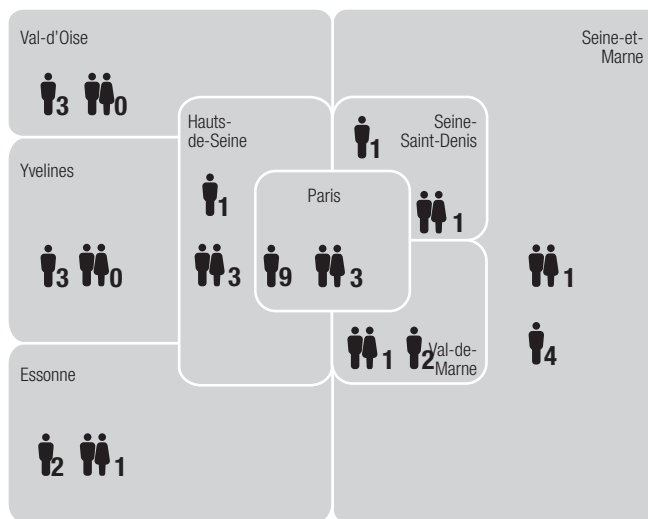 Val-d'Oise
Seine-et-
Marne
3 0
Hauts-
de-Seine
Seine-
Saint-Denis
1
Yvelines
1
Paris
1
3 0
3
9 3
1
1 2
Val-de-
Marne
4
Essonne
2 1